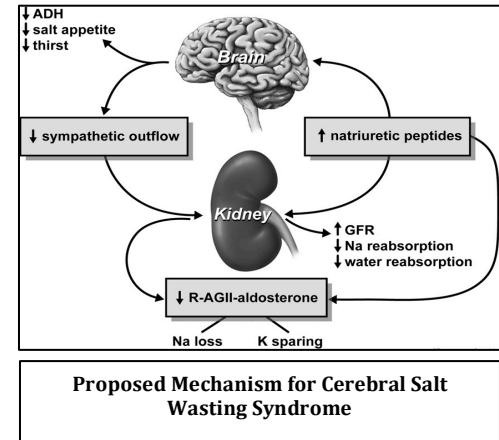 ↓ ADH
↓ salt appetite
↓ thirst
Brain
↓ sympathetic outflow
↑ natriuretic peptides
Kidney
↑ GFR
↓ Na reabsorption
↓ water reabsorption
↓ R-AGII-aldosterone
Na loss
K sparing
Proposed Mechanism for Cerebral Salt
Wasting Syndrome